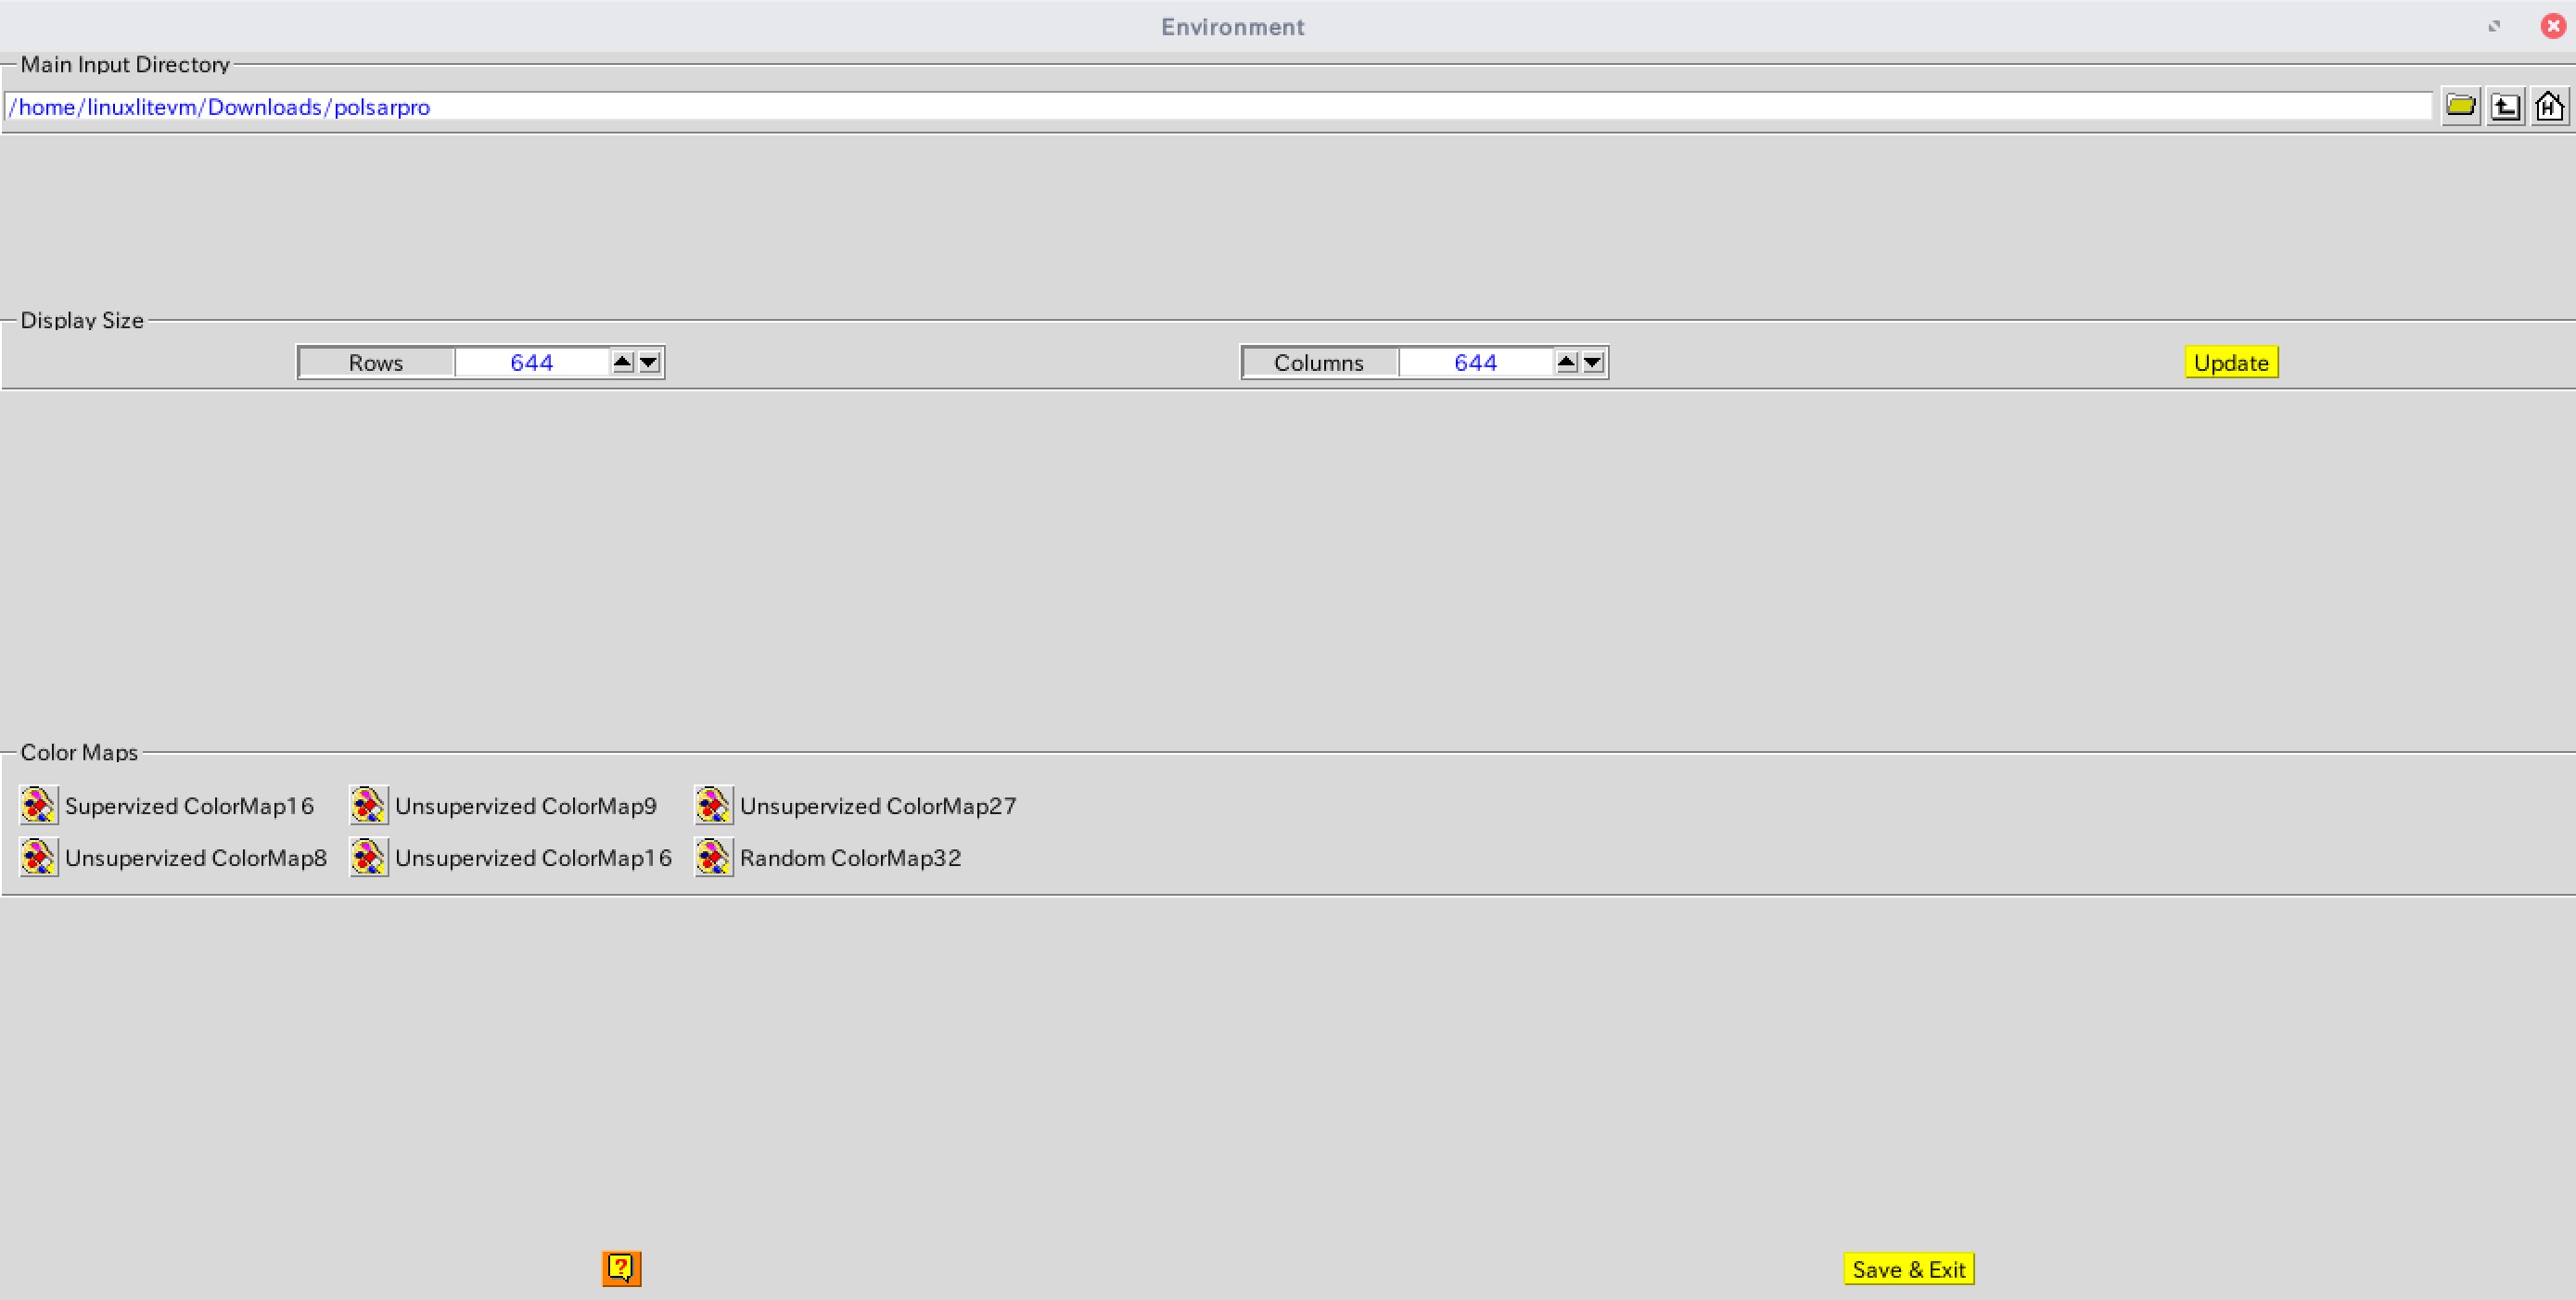 Environment
Main Input Directory
/home/linuxlitevm/Downloads/polsarpro
H
Display Size
Rows 644 Columns 644 Update
Color Maps
Supervized ColorMap16 Unsupervized ColorMap9 Unsupervized ColorMap27
Unsupervized ColorMap8 Unsupervized ColorMap16 Random ColorMap32
? Save & Exit